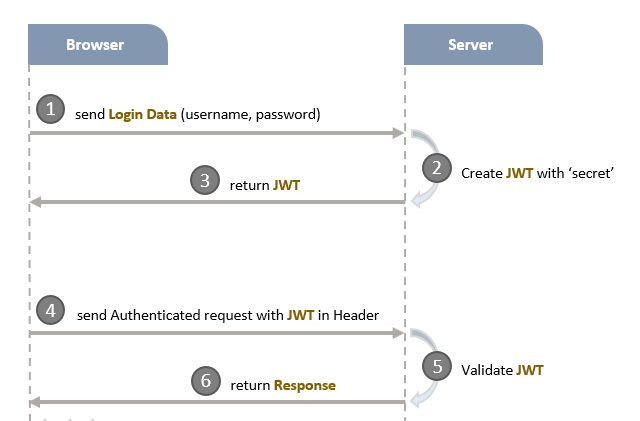 Browser
Server
1
send Login Data (username, password)
2
Create JWT with ‘secret’
3
return JWT
4
send Authenticated request with JWT in Header
5
Validate JWT
6
return Response